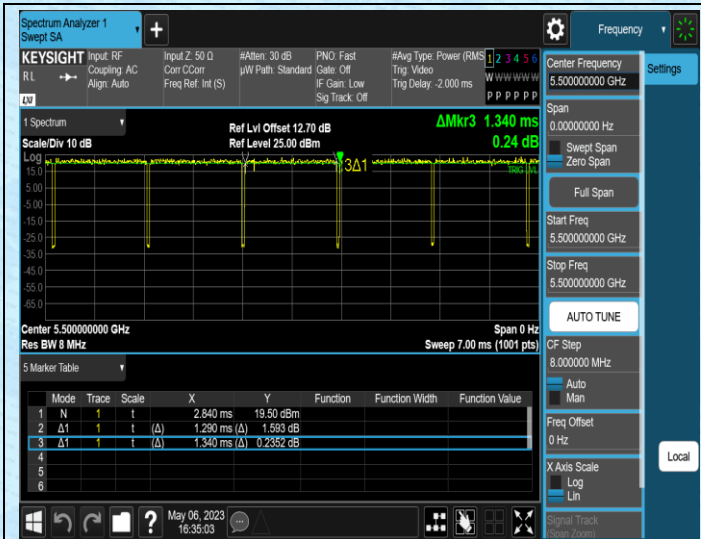 Spectrum Analyzer 1
Swept SA
Frequency
KEYSIGHT
RL
LXI
Input: RF
Coupling: AC
Align: Auto
Input Z: 50 Ω
Corr CCorr
Freq Ref: Int (S)
#Atten: 30 dB
µW Path: Standard
PNO: Fast
Gate: Off
IF Gain: Low
Sig Track: Off
#Avg Type: Power (RMS
Trig: Video
Trig Delay: -2.000 ms
1 2 3 4 5 6
W W W W W W
P P P P P P
1 Spectrum
Scale/Div 10 dB
Ref Lvl Offset 12.70 dB
Ref Level 25.00 dBm
ΔMkr3 1.340 ms
0.24 dB
Log
15.0
5.00
-5.00
-15.0
-25.0
-35.0
-45.0
-55.0
-65.0
1
3Δ1
TRIG LVL
Center 5.500000000 GHz
Res BW 8 MHz
Span 0 Hz
Sweep 7.00 ms (1001 pts)
5 Marker Table
Mode Trace Scale X Y Function Function Width Function Value
1 N 1 t 2.840 ms 19.50 dBm
2 Δ1 1 t (Δ) 1.290 ms (Δ) 1.593 dB
3 Δ1 1 t (Δ) 1.340 ms (Δ) 0.2352 dB
4
5
6
May 06, 2023
16:35:03
Center Frequency
5.500000000 GHz
Span
0.00000000 Hz
Swept Span
Zero Span
Full Span
Start Freq
5.500000000 GHz
Stop Freq
5.500000000 GHz
AUTO TUNE
CF Step
8.000000 MHz
Auto
Man
Freq Offset
0 Hz
X Axis Scale
Log
Lin
Signal Track
(Span Zoom)
Settings
Local